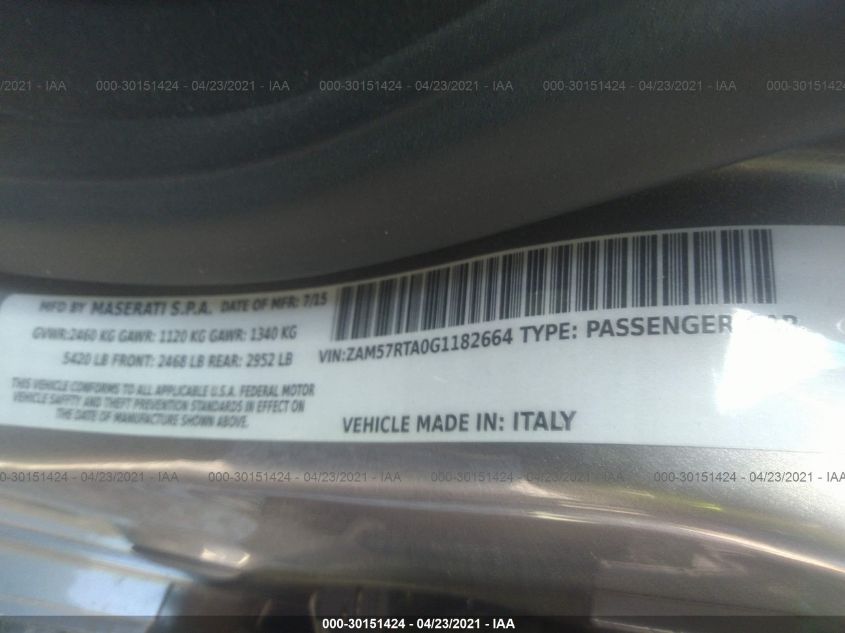 000-30151424 - 04/23/2021 - IAA 000-30151424 - 04/23/2021 - IAA 000-30151424 - 04/23/2021 - IAA
MFD BY MASERATI S.P.A. DATE OF MFR: 7/15
GVWR:2460 KG GAWR: 1120 KG GAWR: 1340 KG
5420 LB FRONT: 2468 LB REAR: 2952 LB
THIS VEHICLE CONFORMS TO ALL APPLICABLE U.S.A. FEDERAL MOTOR
VEHICLE SAFETY AND THEFT PREVENTION STANDARDS IN EFFECT ON
THE DATE OF MANUFACTURE SHOWN ABOVE.
VIN:ZAM57RTA0G1182664 TYPE: PASSENGER
VEHICLE MADE IN: ITALY
04/23/2021 - IAA 000-30151424 - 04/23/2021 - IAA 000-30151424 - 04/23/2021 - IAA 000-30151424 - 04/23/2021 - IAA
000-30151424 - 04/23/2021 - IAA